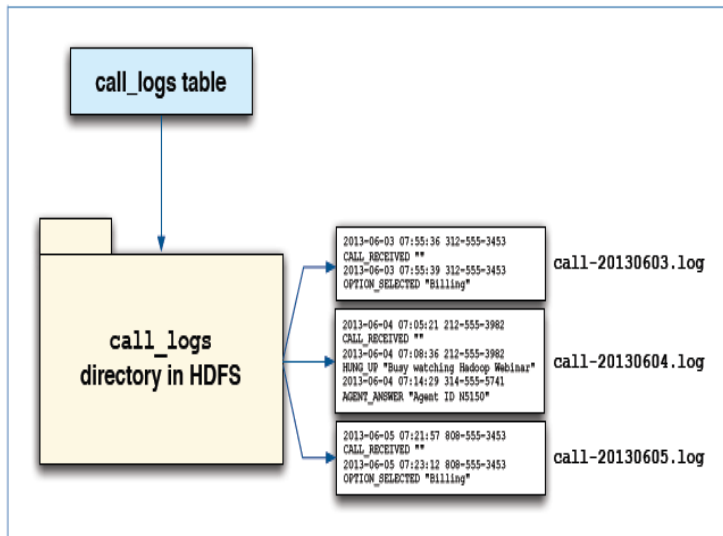 call_logs table
call_logs
directory in HDFS
2013-06-03 07:55:36 312-555-3453
CALL_RECEIVED ""
2013-06-03 07:55:39 312-555-3453
OPTION_SELECTED "Billing"
call-20130603.log
2013-06-04 07:05:21 212-555-3982
CALL_RECEIVED ""
2013-06-04 07:08:36 212-555-3982
HUNG_UP "Busy watching Hadoop Webinar"
2013-06-04 07:14:29 314-555-5741
AGENT_ANSWER "Agent ID N5150"
call-20130604.log
2013-06-05 07:21:57 808-555-3453
CALL_RECEIVED ""
2013-06-05 07:23:12 808-555-3453
OPTION_SELECTED "Billing"
call-20130605.log